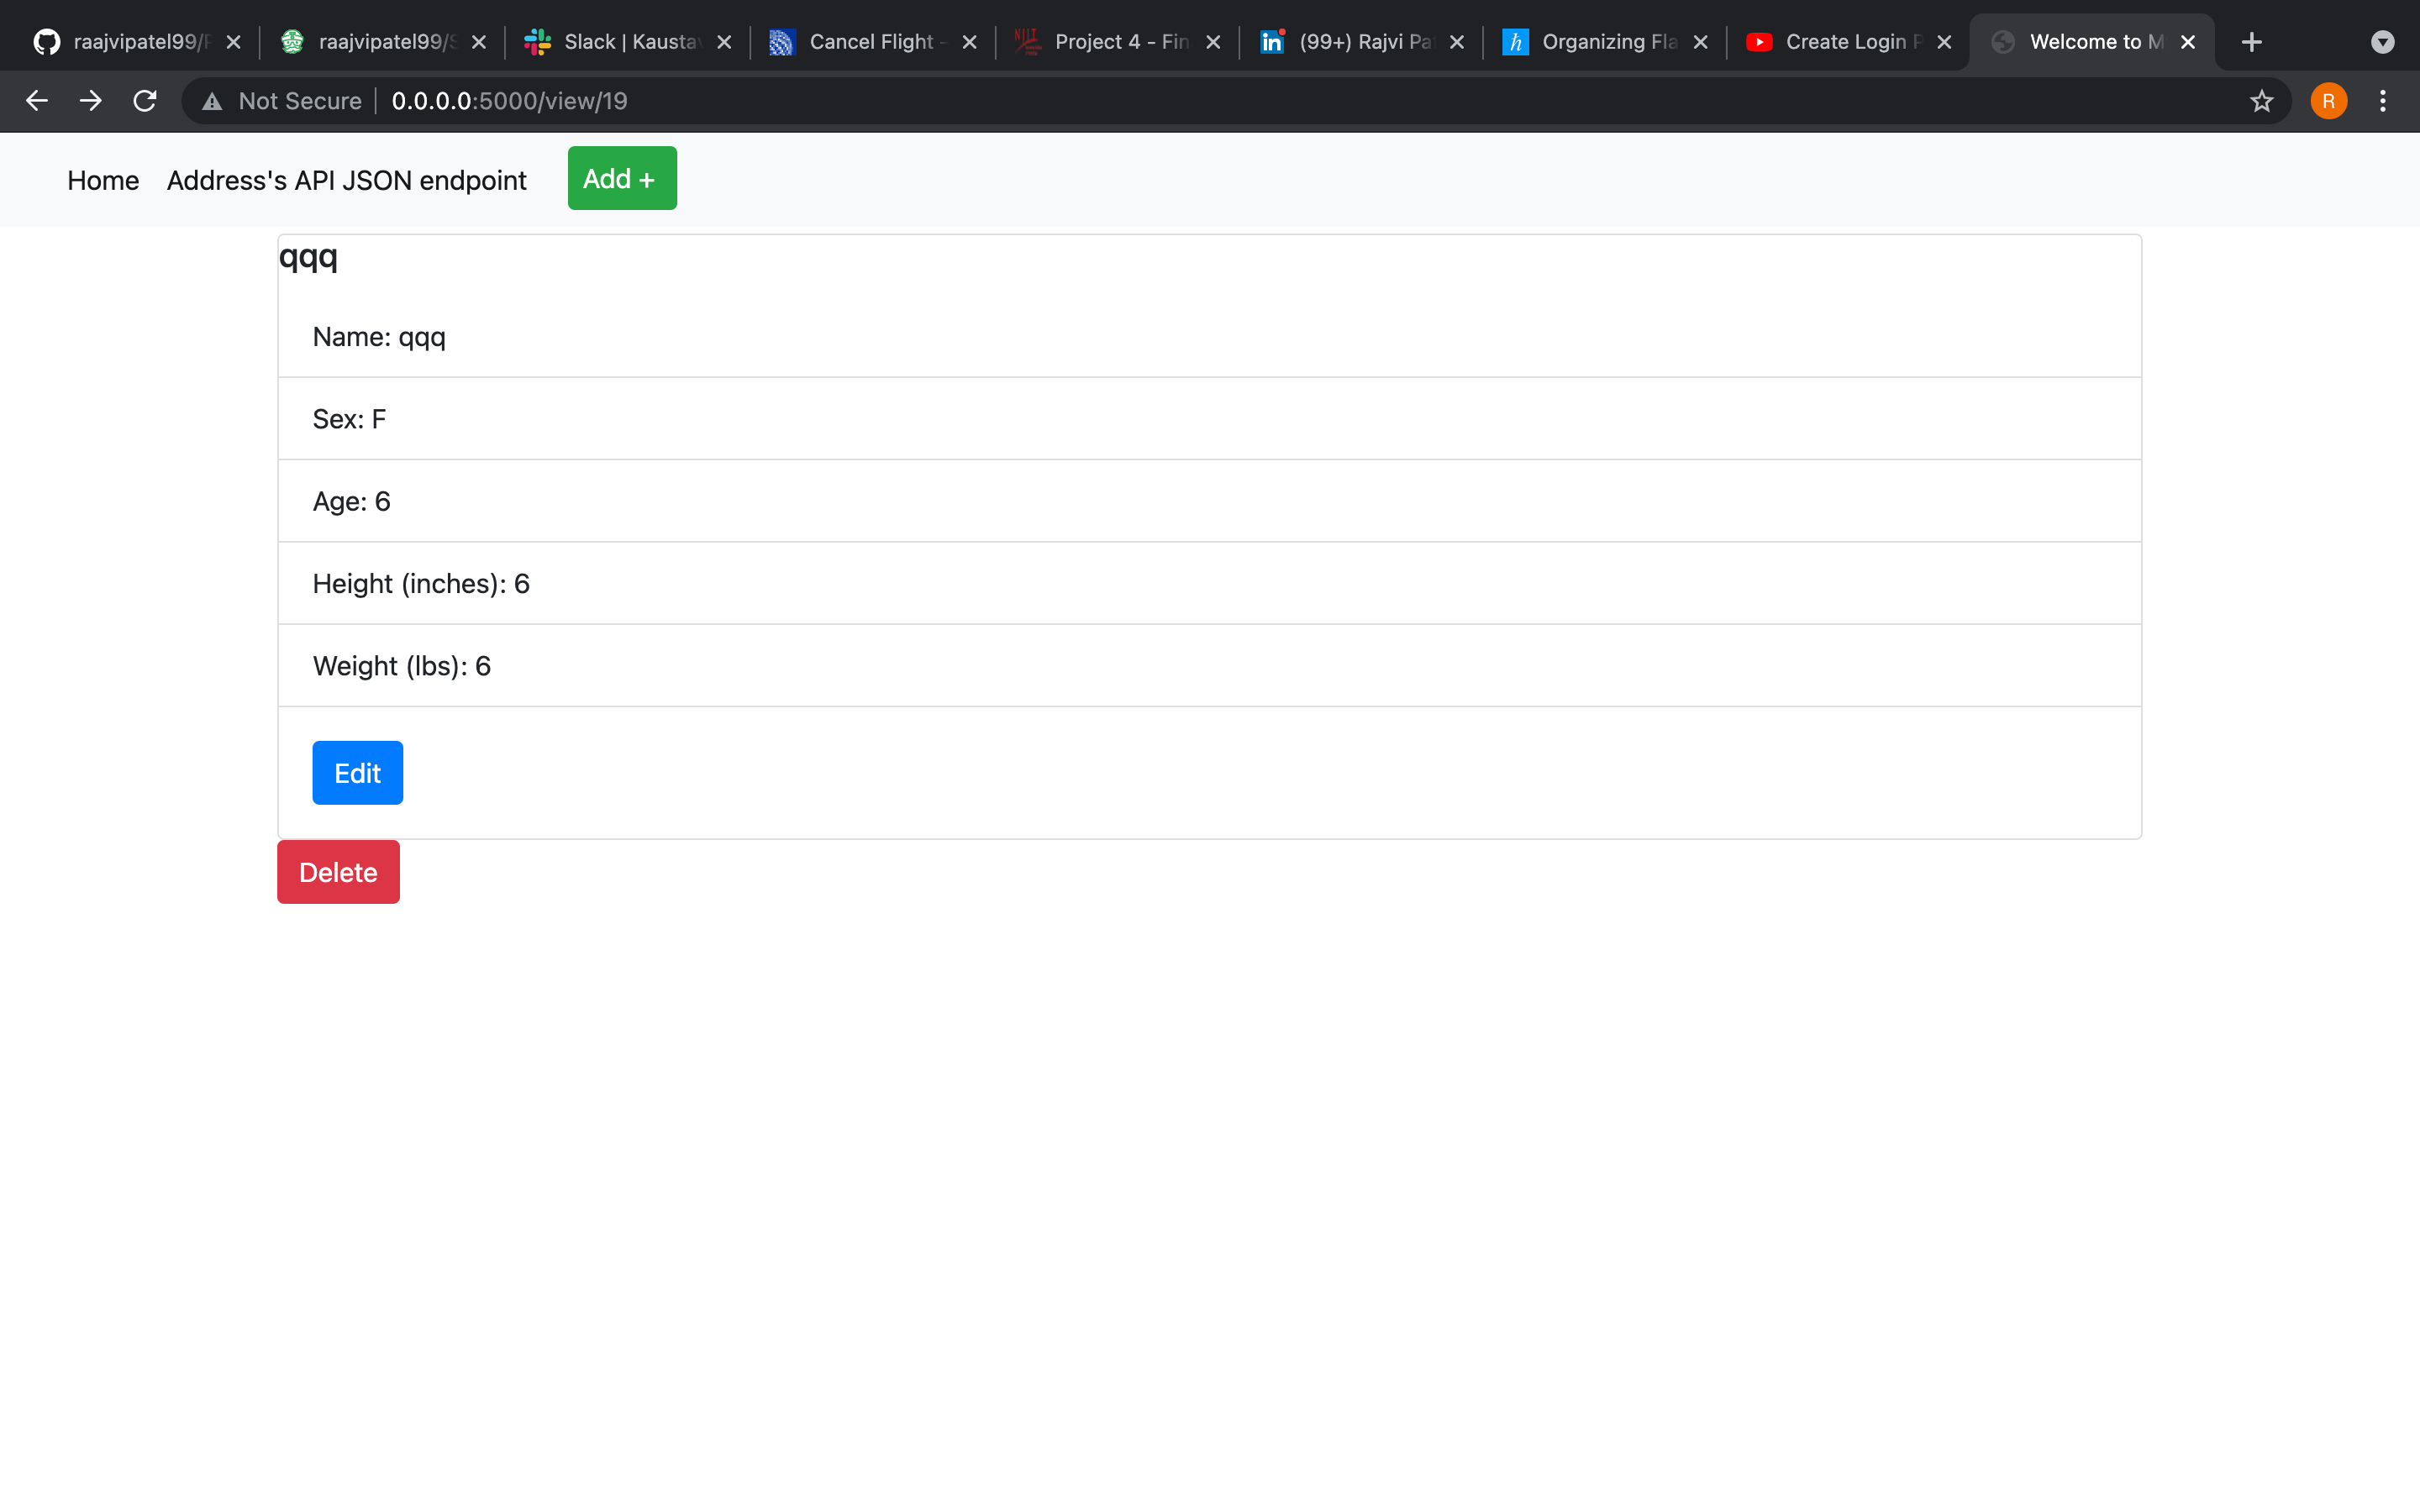 raajvipatel99/ raajvipatel99/ Slack | Kausta Cancel Flight - Project 4 - Fin (99+) Rajvi Pa Organizing Fla Create Login Welcome to M
Not Secure 0.0.0.0:5000/view/19 R
Home Address's API JSON endpoint Add +
qqq
Name: qqq
Sex: F
Age: 6
Height (inches): 6
Weight (lbs): 6
Edit
Delete